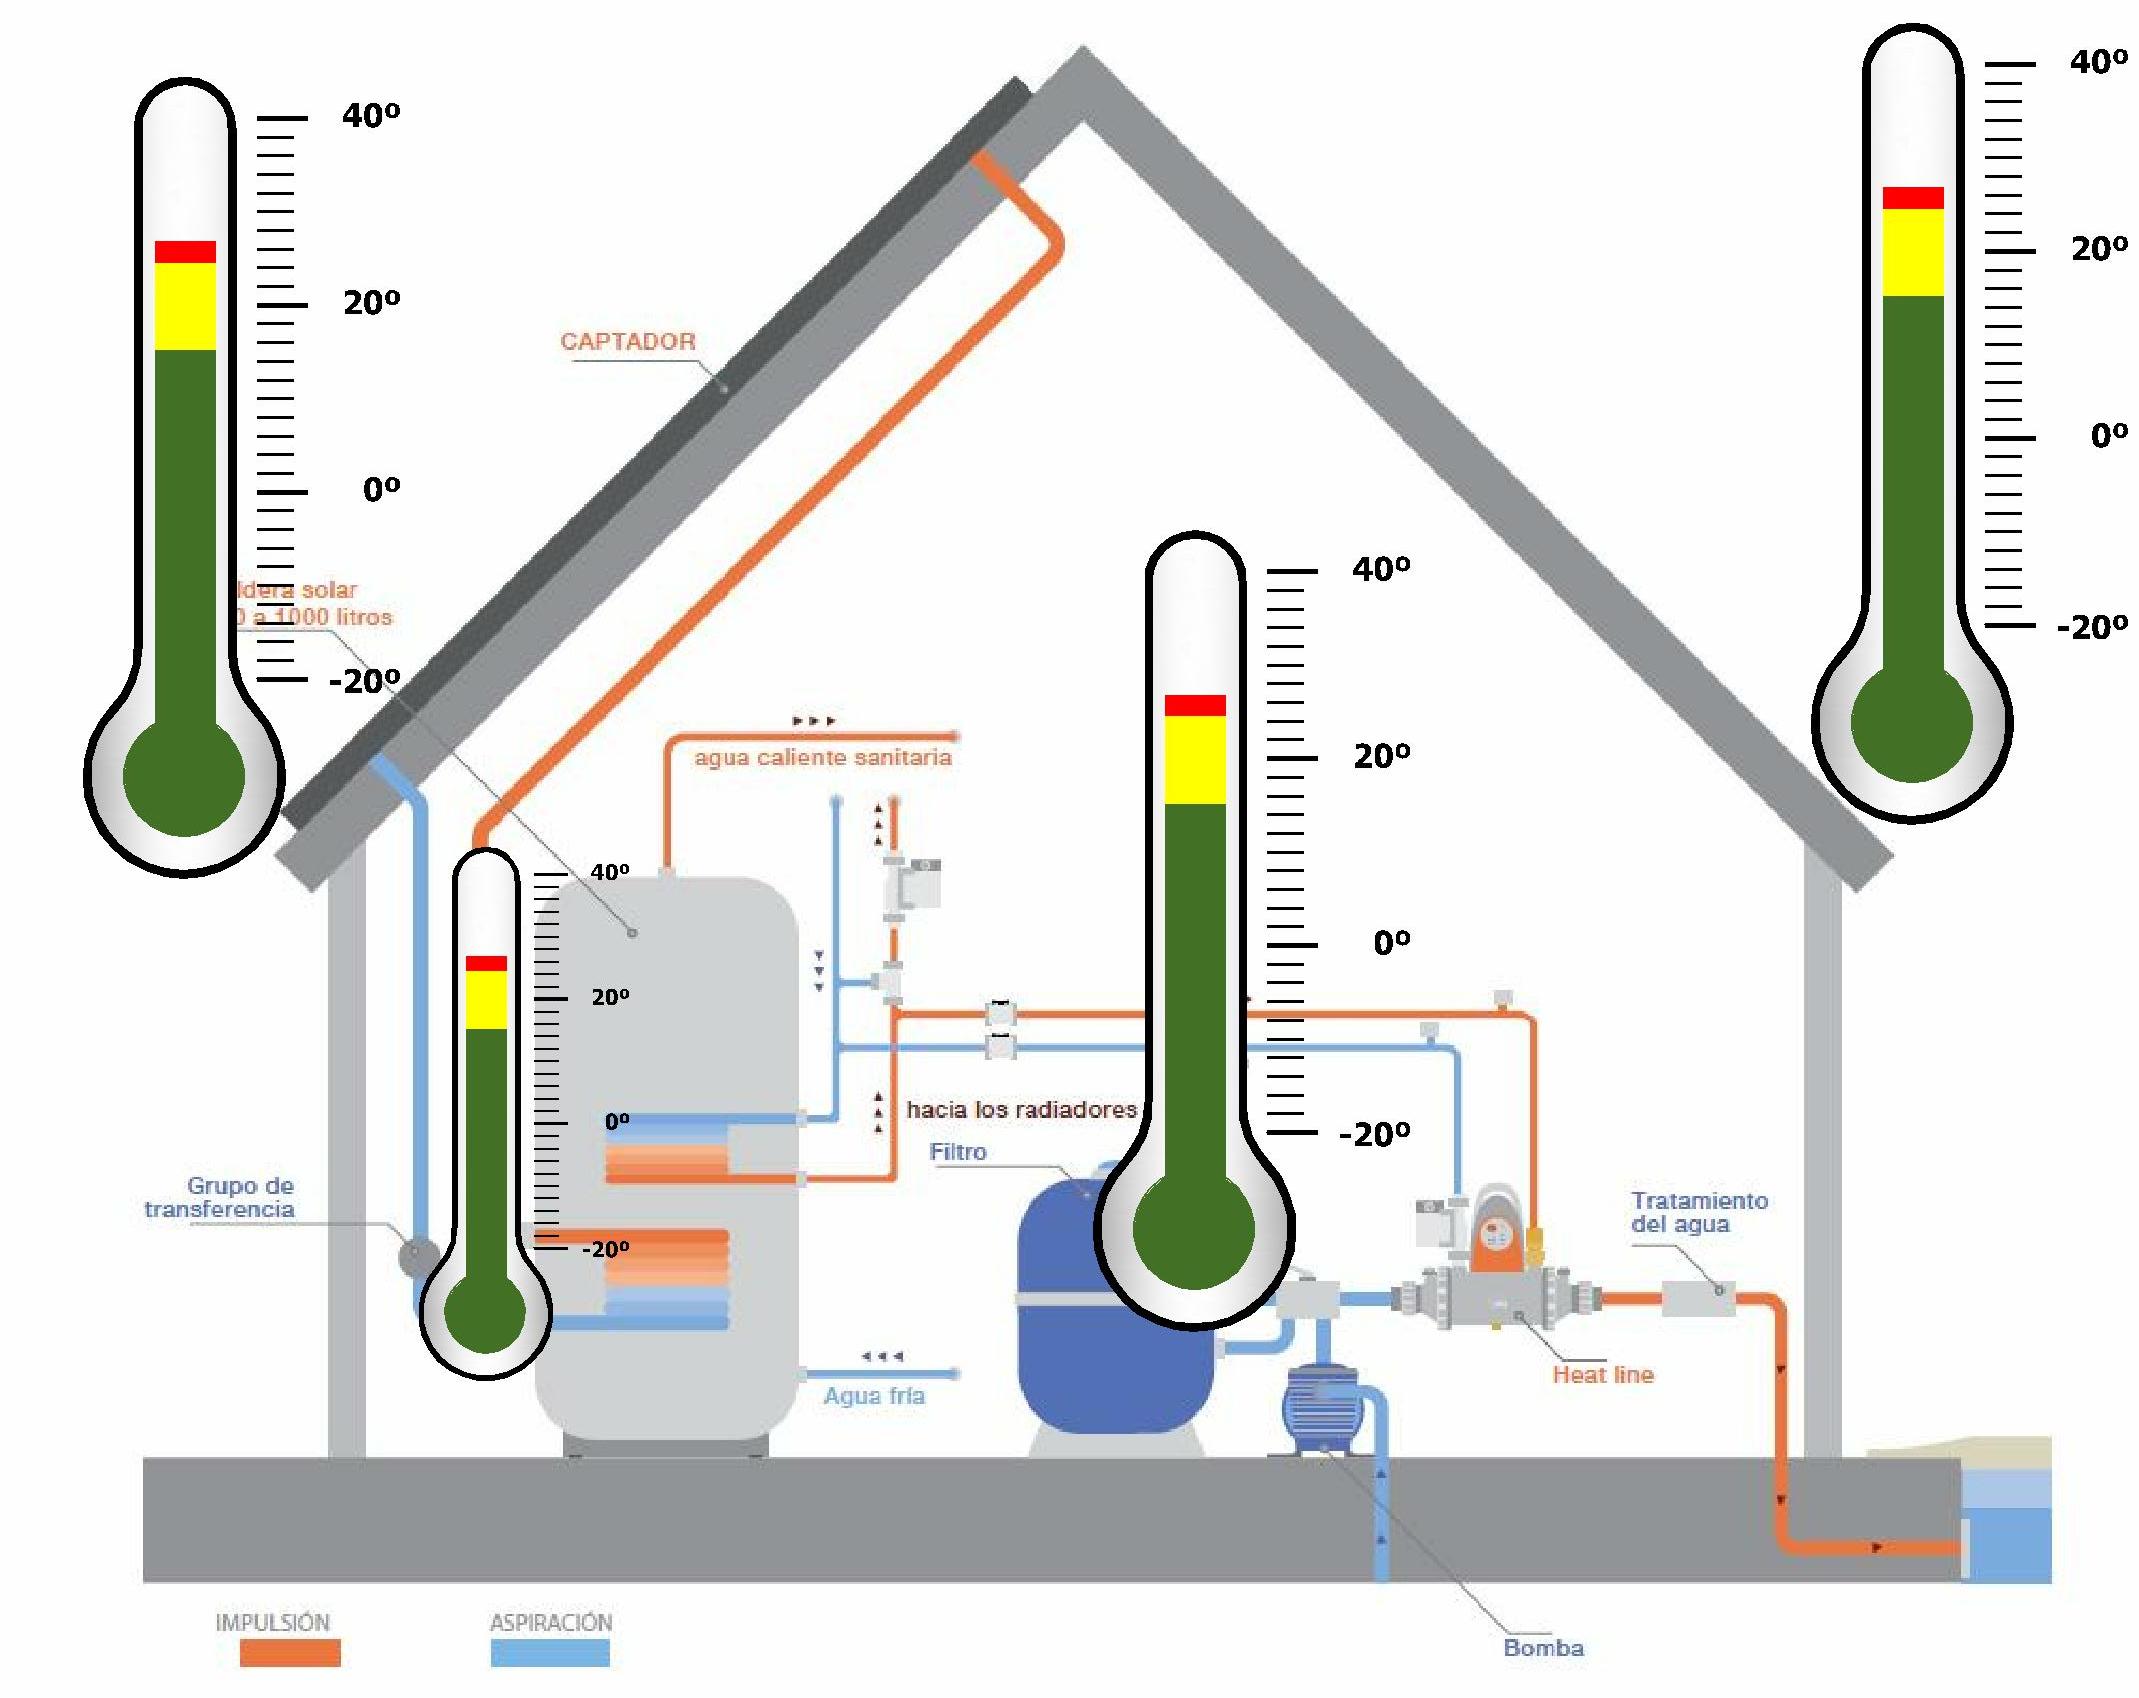 40º
20º
0º
-20º
40º
20º
0º
-20º
CAPTADOR
ldera solar
0 a 1000 litros
40º
20º
0º
-20º
agua caliente sanitaria
40º
20º
0º
-20º
hacia los radiadores
Filtro
Grupo de
transferencia
Tratamiento
del agua
Heat line
Agua fría
IMPULSIÓN
ASPIRACIÓN
Bomba